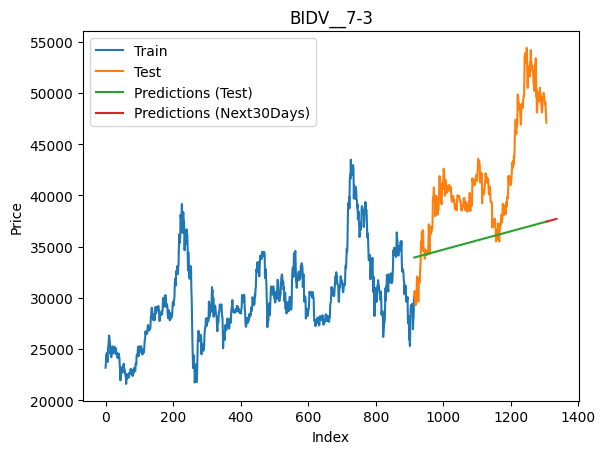 BIDV__7-3
Train
Test
Predictions (Test)
Predictions (Next30Days)
55000
50000
45000
40000
35000
30000
25000
20000
Price
0 200 400 600 800 1000 1200 1400
Index